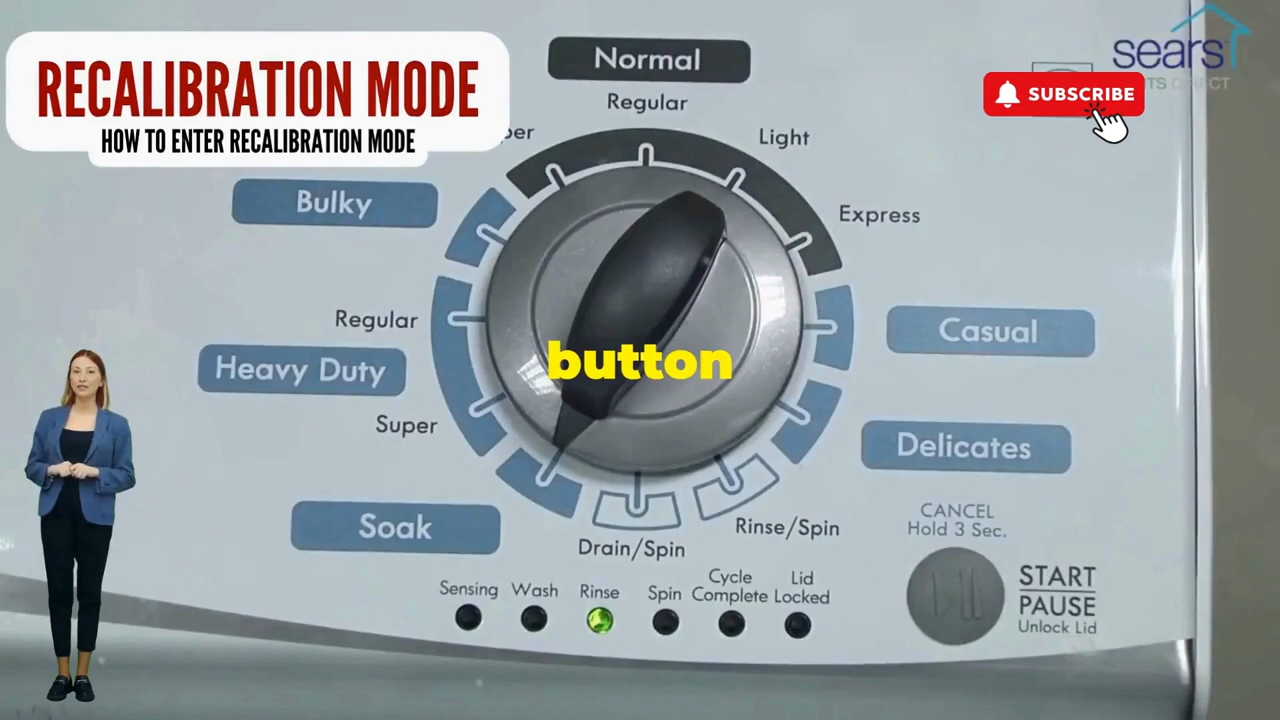 RECALIBRATION MODE
HOW TO ENTER RECALIBRATION MODE
Normal
sears
SUBSCRIBE
DIRECT
Regular
Light
Bulky
Express
Regular
Casual
Heavy Duty
button
Super
Delicates
Soak
CANCEL
Hold 3 Sec.
Rinse/Spin
Drain/Spin
Sensing
Wash
Rinse
Spin
Cycle
Complete
Lid
Locked
START
PAUSE
Unlock Lid